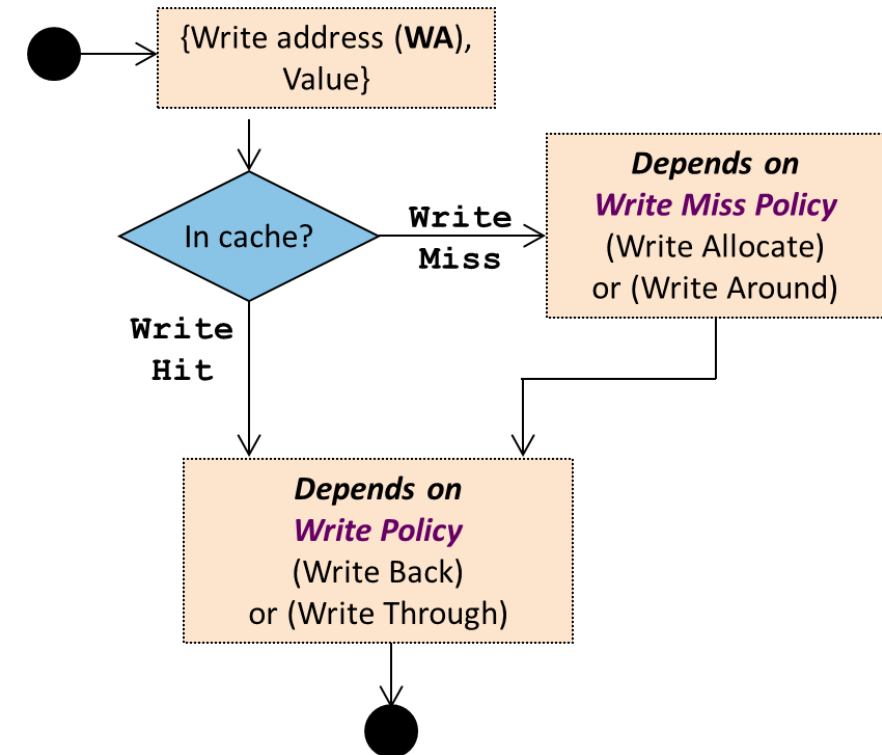 {Write address (WA),
Value}
In cache?
Write
Miss
Depends on
Write Miss Policy
(Write Allocate)
or (Write Around)
Write
Hit
Depends on
Write Policy
(Write Back)
or (Write Through)